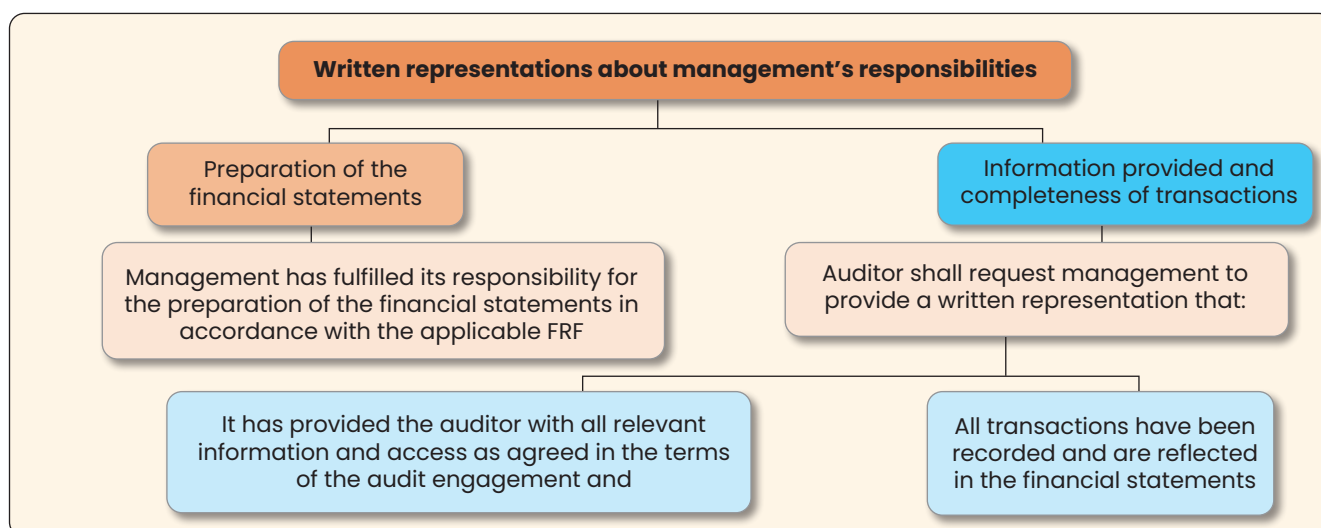 Written representations about management’s responsibilities
Preparation of the
financial statements
Information provided and
completeness of transactions
Management has fulfilled its responsibility for
the preparation of the financial statements in
accordance with the applicable FRF
Auditor shall request management to
provide a written representation that:
It has provided the auditor with all relevant
information and access as agreed in the terms
of the audit engagement and
All transactions have been
recorded and are reflected
in the financial statements